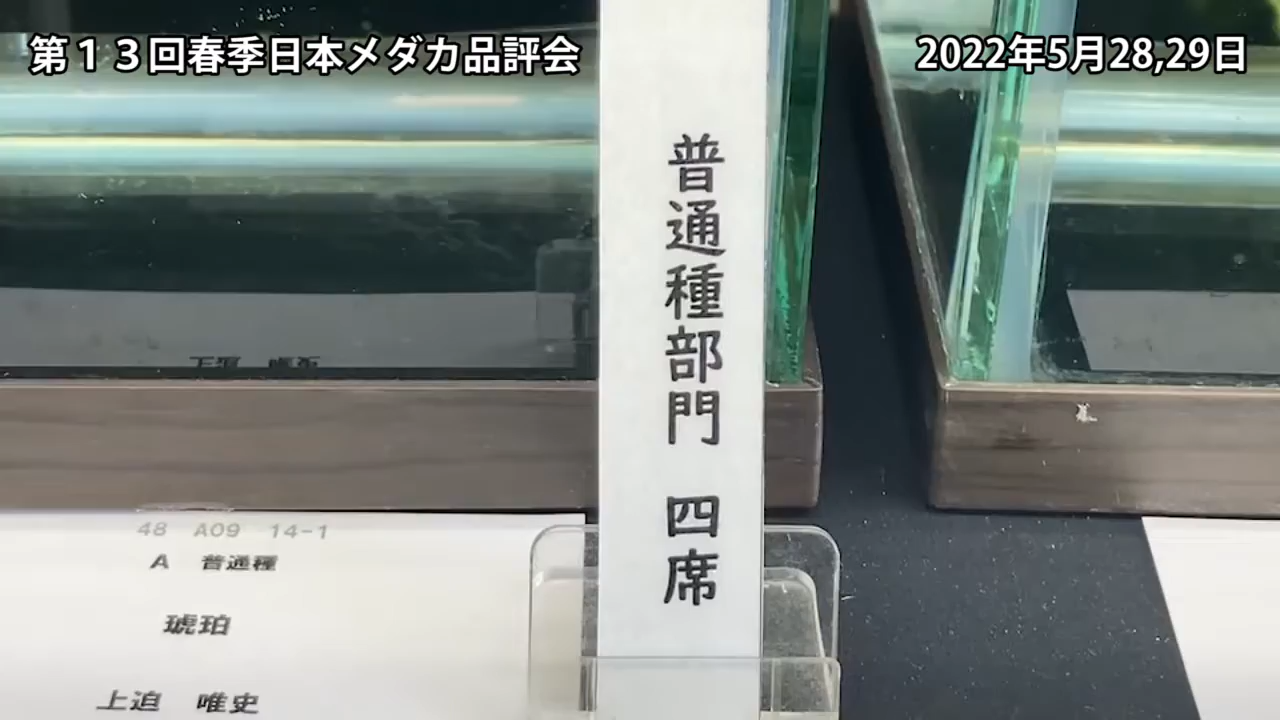 第１３回春季日本メダカ品評会
2022年5月28,29日
普通種部門 四席
48 A09 14-1
A 普通種
琥珀
上迫 唯史